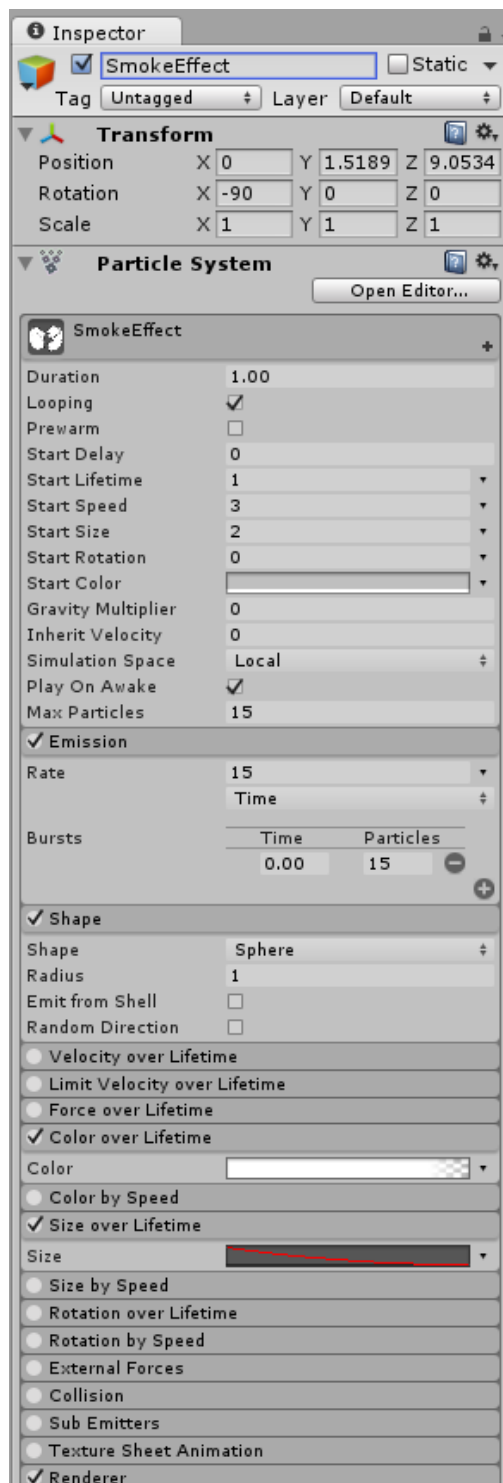 Inspector
SmokeEffect Static
Tag Untagged Layer Default
Transform
Position X 0 Y 1.5189 Z 9.0534
Rotation X -90 Y 0 Z 0
Scale X 1 Y 1 Z 1
Particle System
Open Editor...
SmokeEffect
Duration 1.00
Looping
Prewarm
Start Delay 0
Start Lifetime 1
Start Speed 3
Start Size 2
Start Rotation 0
Start Color
Gravity Multiplier 0
Inherit Velocity 0
Simulation Space Local
Play On Awake
Max Particles 15
Emission
Rate 15
Time
Bursts Time Particles
0.00 15
Shape
Shape Sphere
Radius 1
Emit from Shell
Random Direction
Velocity over Lifetime
Limit Velocity over Lifetime
Force over Lifetime
Color over Lifetime
Color
Color by Speed
Size over Lifetime
Size
Size by Speed
Rotation over Lifetime
Rotation by Speed
External Forces
Collision
Sub Emitters
Texture Sheet Animation
Renderer